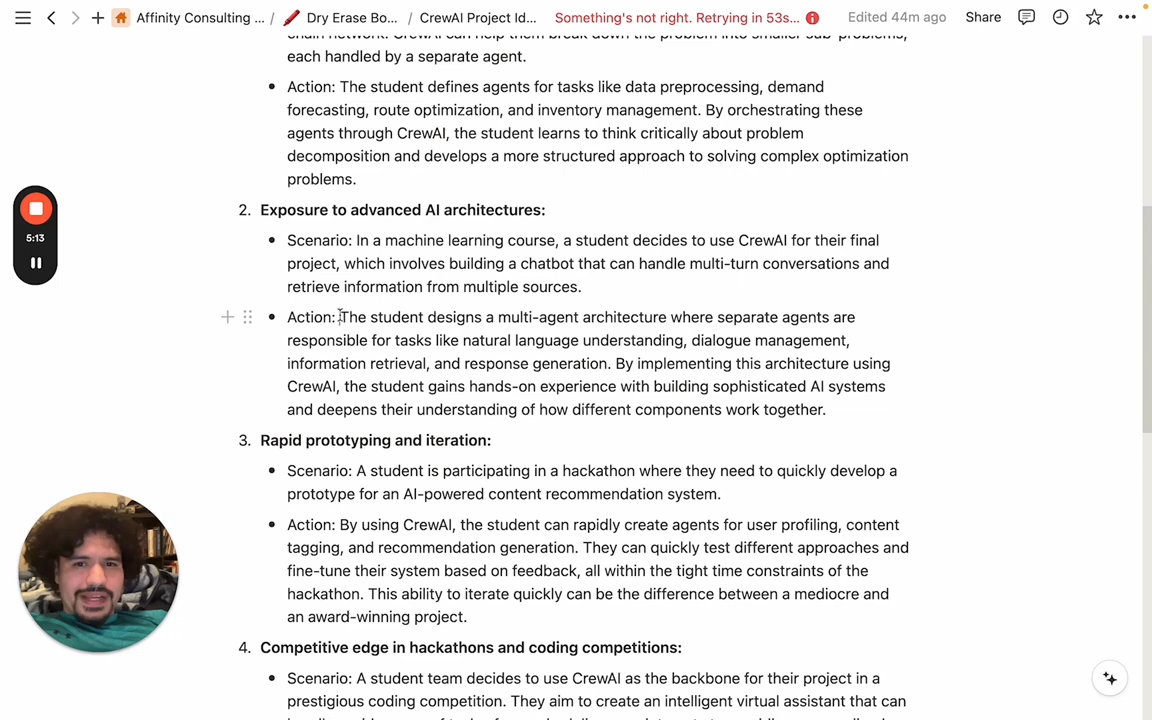 Affinity Consulting ... / Dry Erase Bo... / CrewAI Project Id... Something's not right. Retrying in 53s... Edited 44m ago Share
chain network. CrewAI can help them break down the problem into smaller sub-problems,
each handled by a separate agent.
Action: The student defines agents for tasks like data preprocessing, demand
forecasting, route optimization, and inventory management. By orchestrating these
agents through CrewAI, the student learns to think critically about problem
decomposition and develops a more structured approach to solving complex optimization
problems.
2. Exposure to advanced AI architectures:
Scenario: In a machine learning course, a student decides to use CrewAI for their final
project, which involves building a chatbot that can handle multi-turn conversations and
retrieve information from multiple sources.
Action: The student designs a multi-agent architecture where separate agents are
responsible for tasks like natural language understanding, dialogue management,
information retrieval, and response generation. By implementing this architecture using
CrewAI, the student gains hands-on experience with building sophisticated AI systems
and deepens their understanding of how different components work together.
3. Rapid prototyping and iteration:
Scenario: A student is participating in a hackathon where they need to quickly develop a
prototype for an AI-powered content recommendation system.
Action: By using CrewAI, the student can rapidly create agents for user profiling, content
tagging, and recommendation generation. They can quickly test different approaches and
fine-tune their system based on feedback, all within the tight time constraints of the
hackathon. This ability to iterate quickly can be the difference between a mediocre and
an award-winning project.
4. Competitive edge in hackathons and coding competitions:
Scenario: A student team decides to use CrewAI as the backbone for their project in a
prestigious coding competition. They aim to create an intelligent virtual assistant that can
5:13